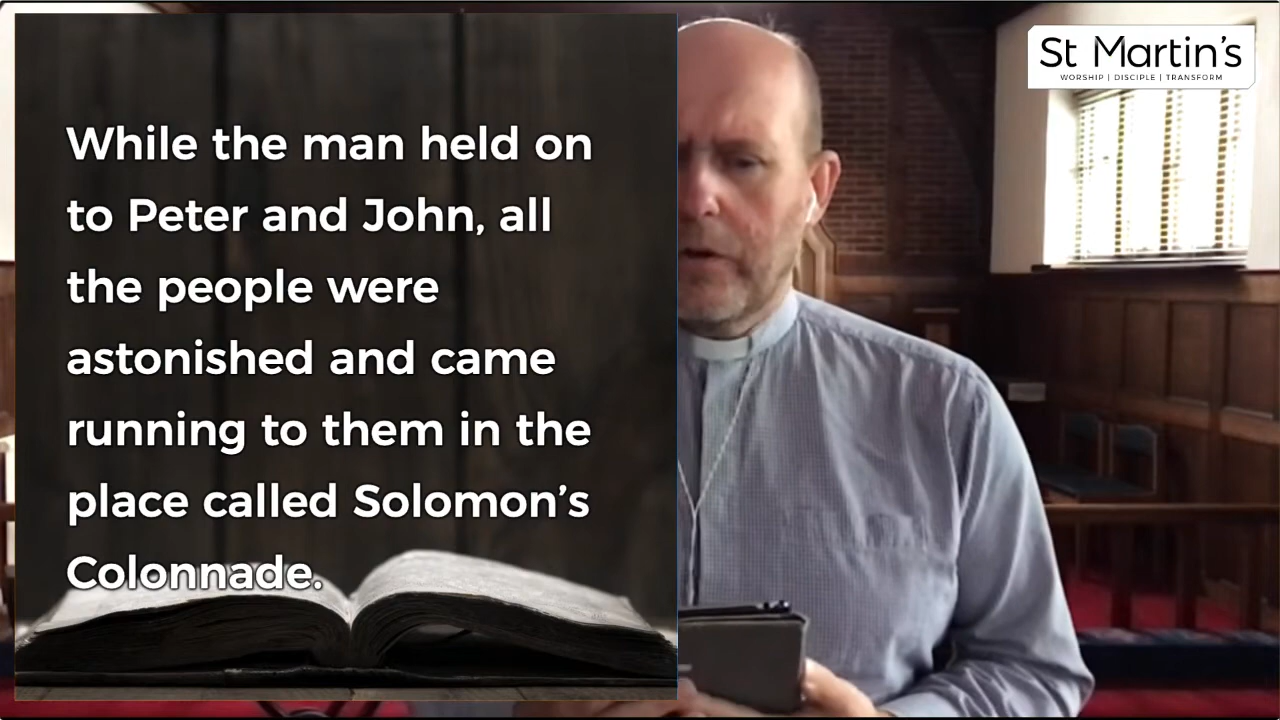 While the man held on
to Peter and John, all
the people were
astonished and came
running to them in the
place called Solomon's
Colonnade.
St Martin's
WORSHIP | DISCIPLE | TRANSFORM